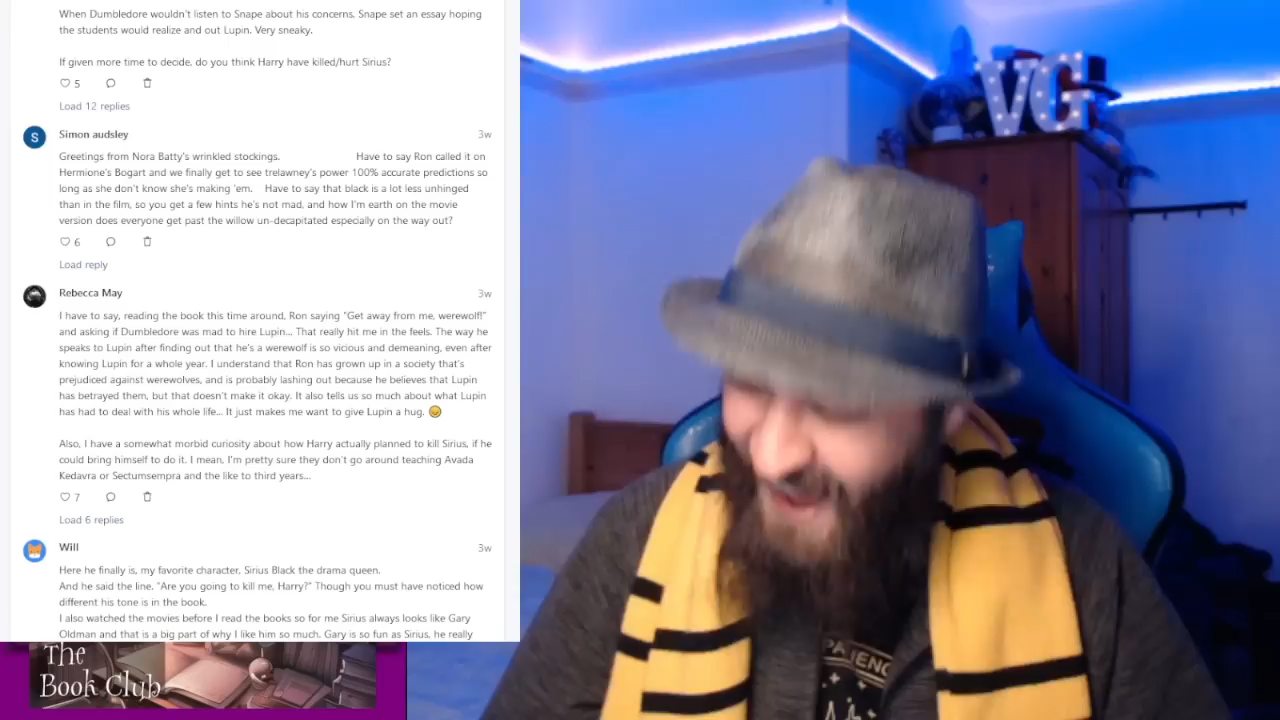 When Dumbledore wouldn't listen to Snape about his concerns, Snape set an essay hoping
the students would realize and out Lupin. Very sneaky.
If given more time to decide, do you think Harry have killed/hurt Sirius?
5
Load 12 replies
S
Simon audsley
3w
Greetings from Nora Batty's wrinkled stockings. Have to say Ron called it on
Hermione's Bogart and we finally get to see trelawney's power 100% accurate predictions so
long as she don't know she's making 'em. Have to say that black is a lot less unhinged
than in the film, so you get a few hints he's not mad, and how I'm earth on the movie
version does everyone get past the willow un-decapitated especially on the way out?
6
Load reply
Rebecca May
3w
I have to say, reading the book this time around, Ron saying "Get away from me, werewolf!"
and asking if Dumbledore was mad to hire Lupin... That really hit me in the feels. The way he
speaks to Lupin after finding out that he's a werewolf is so vicious and demeaning, even after
knowing Lupin for a whole year. I understand that Ron has grown up in a society that's
prejudiced against werewolves, and is probably lashing out because he believes that Lupin
has betrayed them, but that doesn't make it okay. It also tells us so much about what Lupin
has had to deal with his whole life... It just makes me want to give Lupin a hug.
Also, I have a somewhat morbid curiosity about how Harry actually planned to kill Sirius, if he
could bring himself to do it. I mean, I'm pretty sure they don't go around teaching Avada
Kedavra or Sectumsempra and the like to third years...
7
Load 6 replies
Will
3w
Here he finally is, my favorite character, Sirius Black the drama queen.
And he said the line. "Are you going to kill me, Harry?" Though you must have noticed how
different his tone is in the book.
I also watched the movies before I read the books so for me Sirius always looks like Gary
Oldman and that is a big part of why I like him so much. Gary is so fun as Sirius, he really
The
Book Club
VG